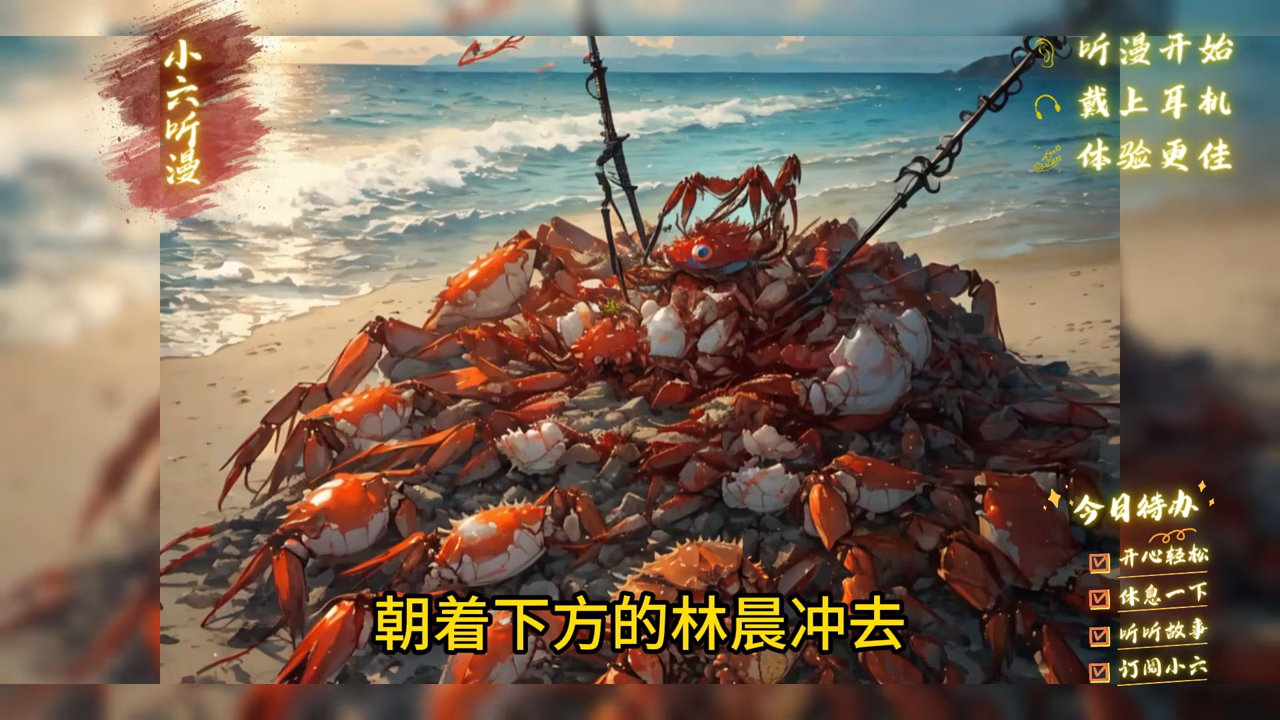 小六听漫
听漫开始
戴上耳机
体验更佳
今日待办
开心轻松
休息一下
听听故事
订阅小六
朝着下方的林晨冲去